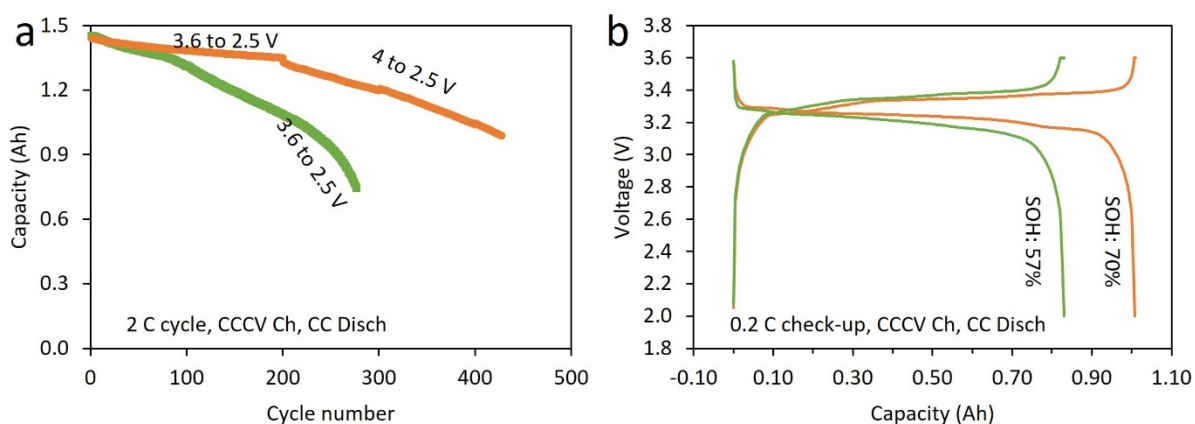 a
1.5
1.2
0.9
0.6
0.3
0.0
Capacity (Ah)
3.6 to 2.5 V
4 to 2.5 V
3.6 to 2.5 V
2 C cycle, CCCV Ch, CC Disch
0 100 200 300 400 500
Cycle number
b
3.8
3.6
3.4
3.2
3.0
2.8
2.6
2.4
2.2
2.0
1.8
Voltage (V)
SOH: 57%
SOH: 70%
0.2 C check-up, CCCV Ch, CC Disch
-0.10 0.10 0.30 0.50 0.70 0.90 1.10
Capacity (Ah)